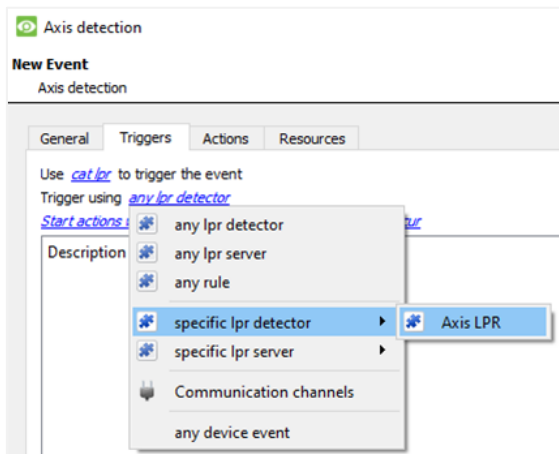 Axis detection
New Event
Axis detection
General Triggers Actions Resources
Use cat lpr to trigger the event
Trigger using any lpr detector
Start actions
Description
any lpr detector
any lpr server
any rule
specific lpr detector
Axis LPR
specific lpr server
Communication channels
any device event